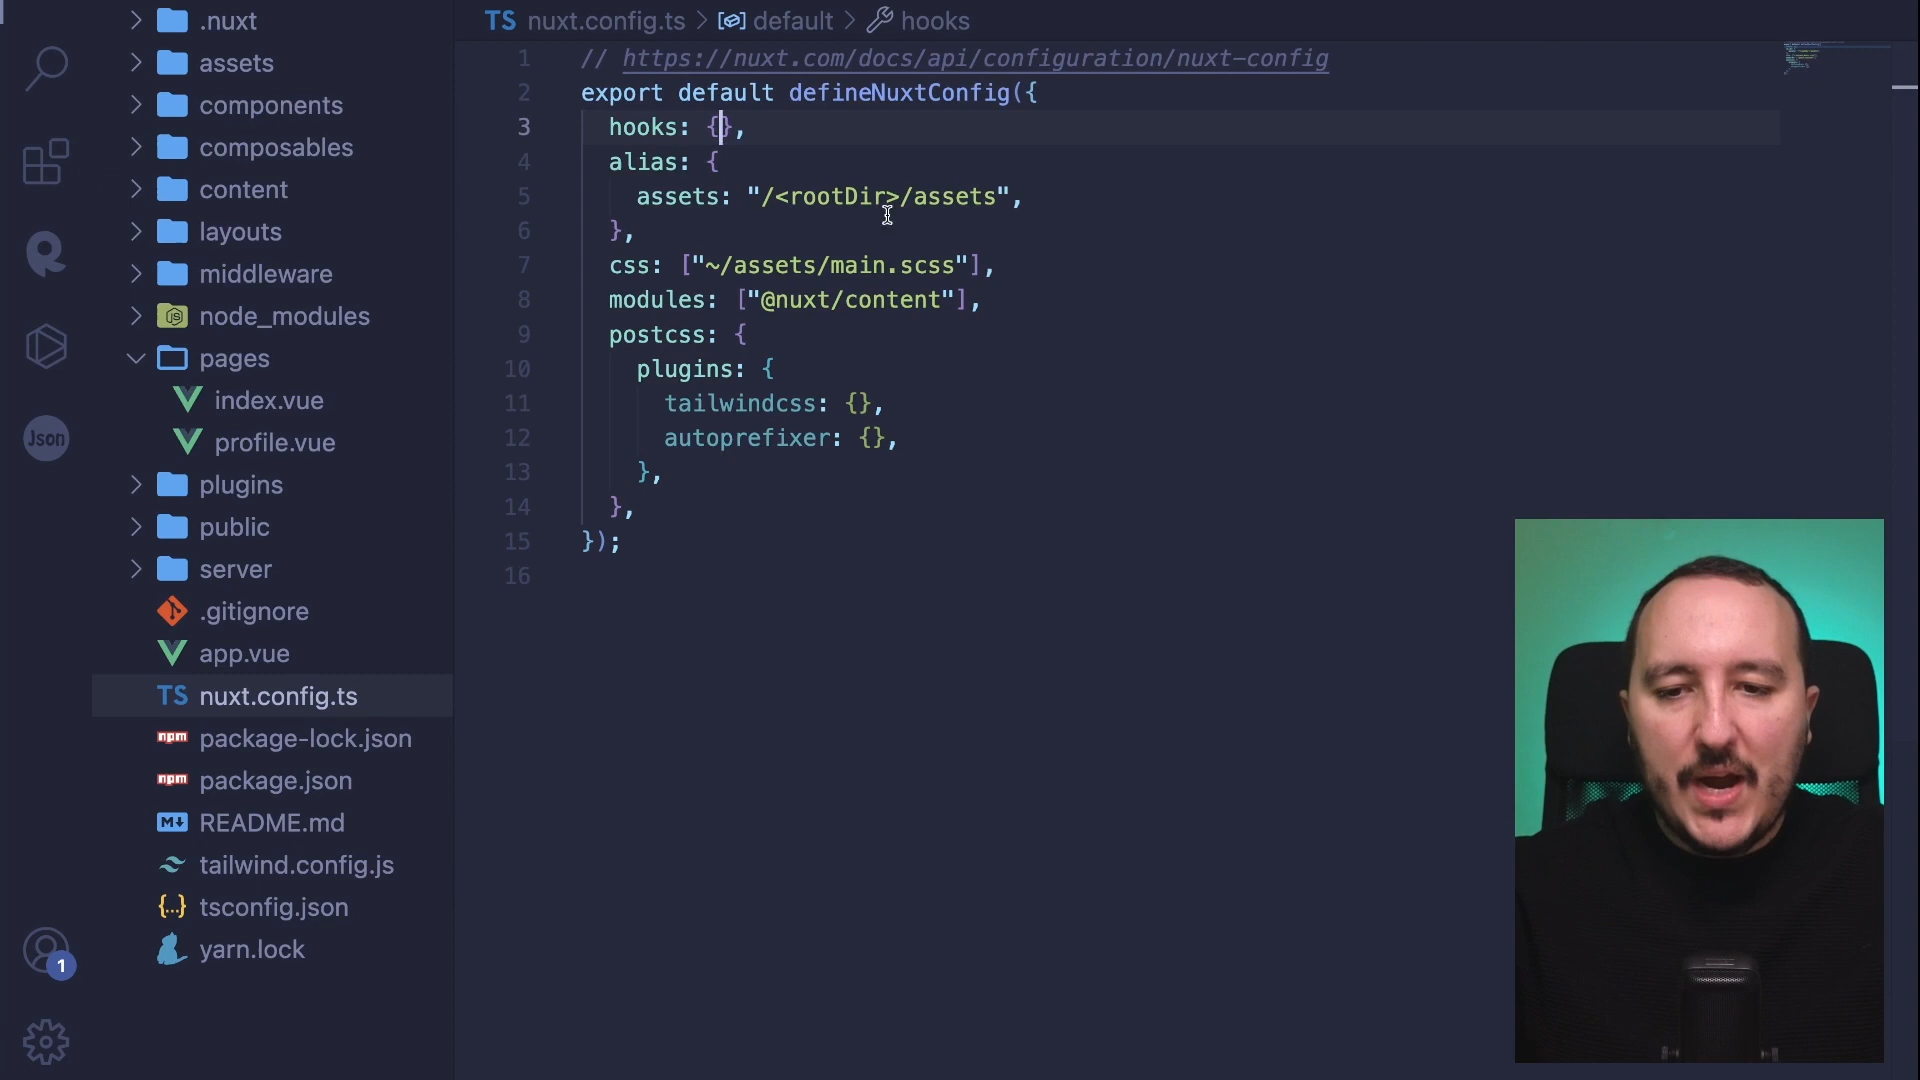 .nuxt
assets
components
composables
content
layouts
middleware
node_modules
pages
index.vue
profile.vue
plugins
public
server
.gitignore
app.vue
TS nuxt.config.ts
npm package-lock.json
npm package.json
M↓ README.md
tailwind.config.js
{...} tsconfig.json
yarn.lock
Json
1
TS nuxt.config.ts > default > hooks
1 // https://nuxt.com/docs/api/configuration/nuxt-config
2 export default defineNuxtConfig({
3 hooks: {},
4 alias: {
5 assets: "/<rootDir>/assets",
6 },
7 css: ["~/assets/main.scss"],
8 modules: ["@nuxt/content"],
9 postcss: {
10 plugins: {
11 tailwindcss: {},
12 autoprefixer: {},
13 },
14 },
15 });
16